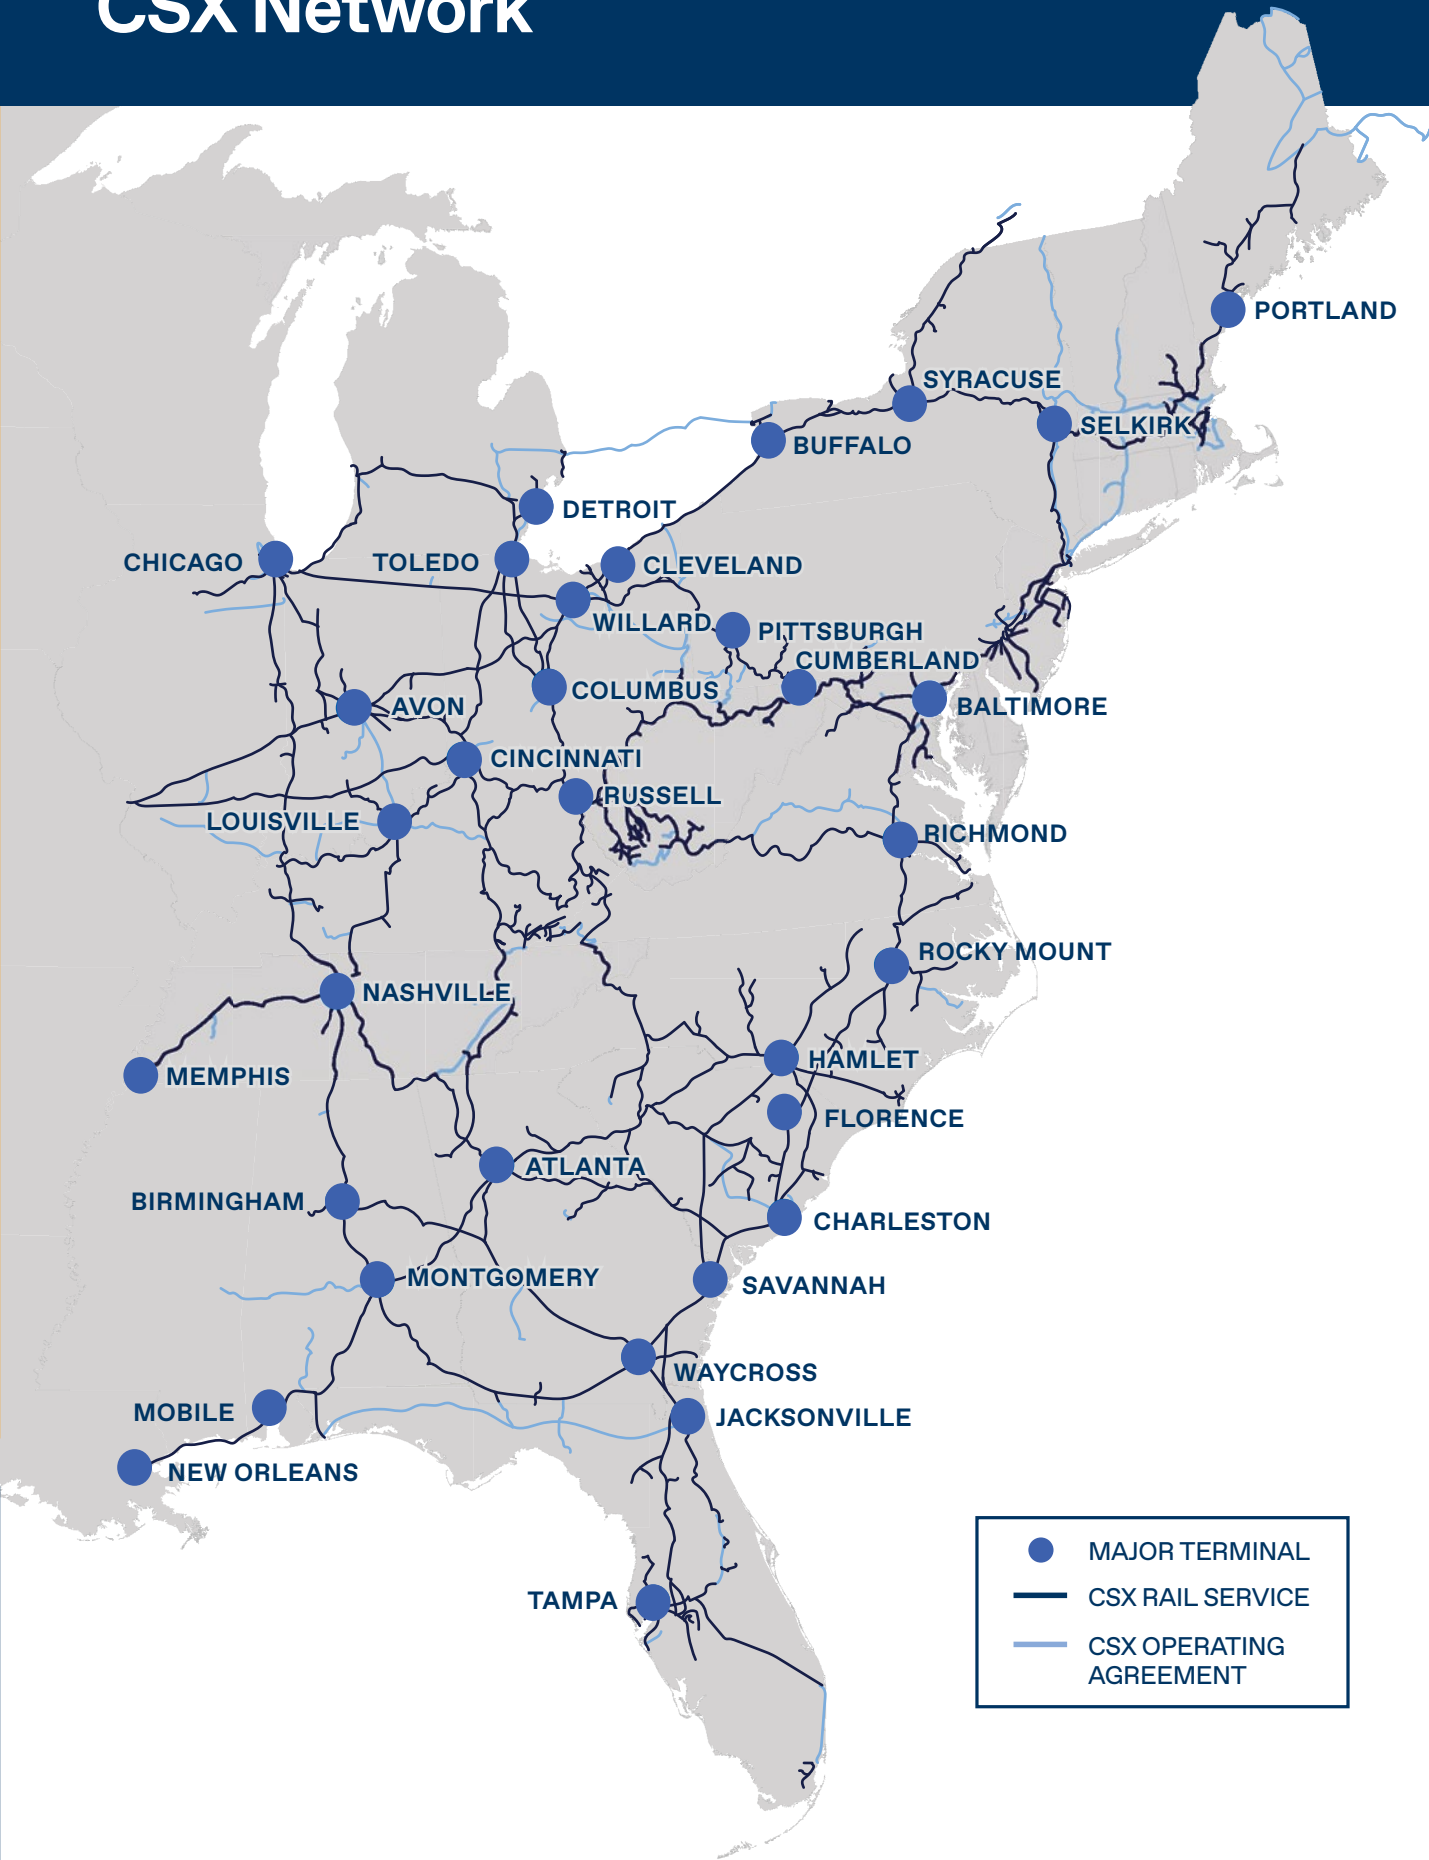 CSX Network
PORTLAND
SYRACUSE
SELKIRK
BUFFALO
DETROIT
CHICAGO
TOLEDO
CLEVELAND
WILLARD
PITTSBURGH
CUMBERLAND
COLUMBUS
AVON
BALTIMORE
CINCINNATI
RUSSELL
LOUISVILLE
RICHMOND
ROCKY MOUNT
NASHVILLE
HAMLET
MEMPHIS
FLORENCE
ATLANTA
BIRMINGHAM
CHARLESTON
MONTGOMERY
SAVANNAH
WAYCROSS
MOBILE
JACKSONVILLE
NEW ORLEANS
TAMPA
MAJOR TERMINAL
CSX RAIL SERVICE
CSX OPERATING
AGREEMENT